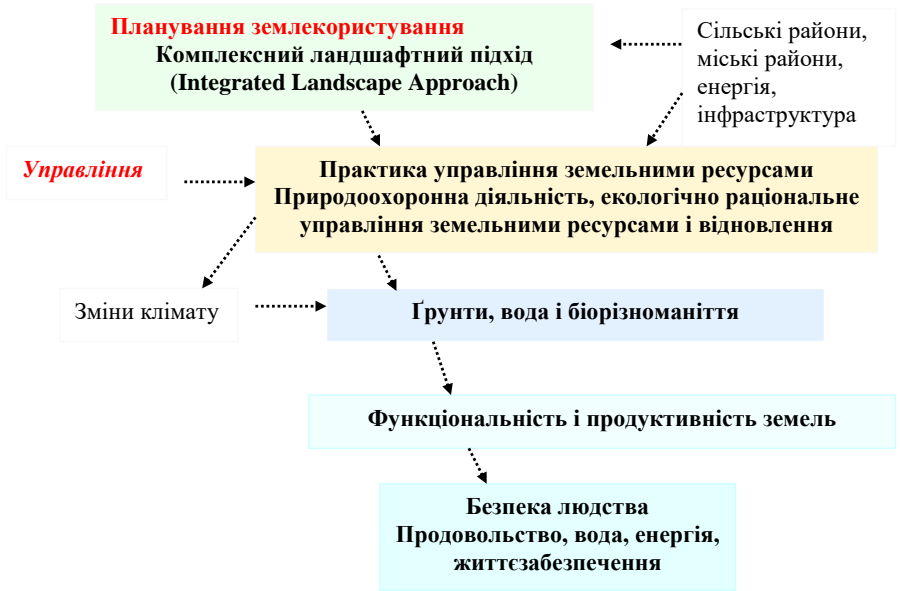 Планування землекористування
Комплексний ландшафтний підхід
(Integrated Landscape Approach)
Сільські райони,
міські райони,
енергія,
інфраструктура
Управління
Практика управління земельними ресурсами
Природоохоронна діяльність, екологічно раціональне
управління земельними ресурсами і відновлення
Зміни клімату
Ґрунти, вода і біорізноманіття
Функціональність і продуктивність земель
Безпека людства
Продовольство, вода, енергія,
життєзабезпечення